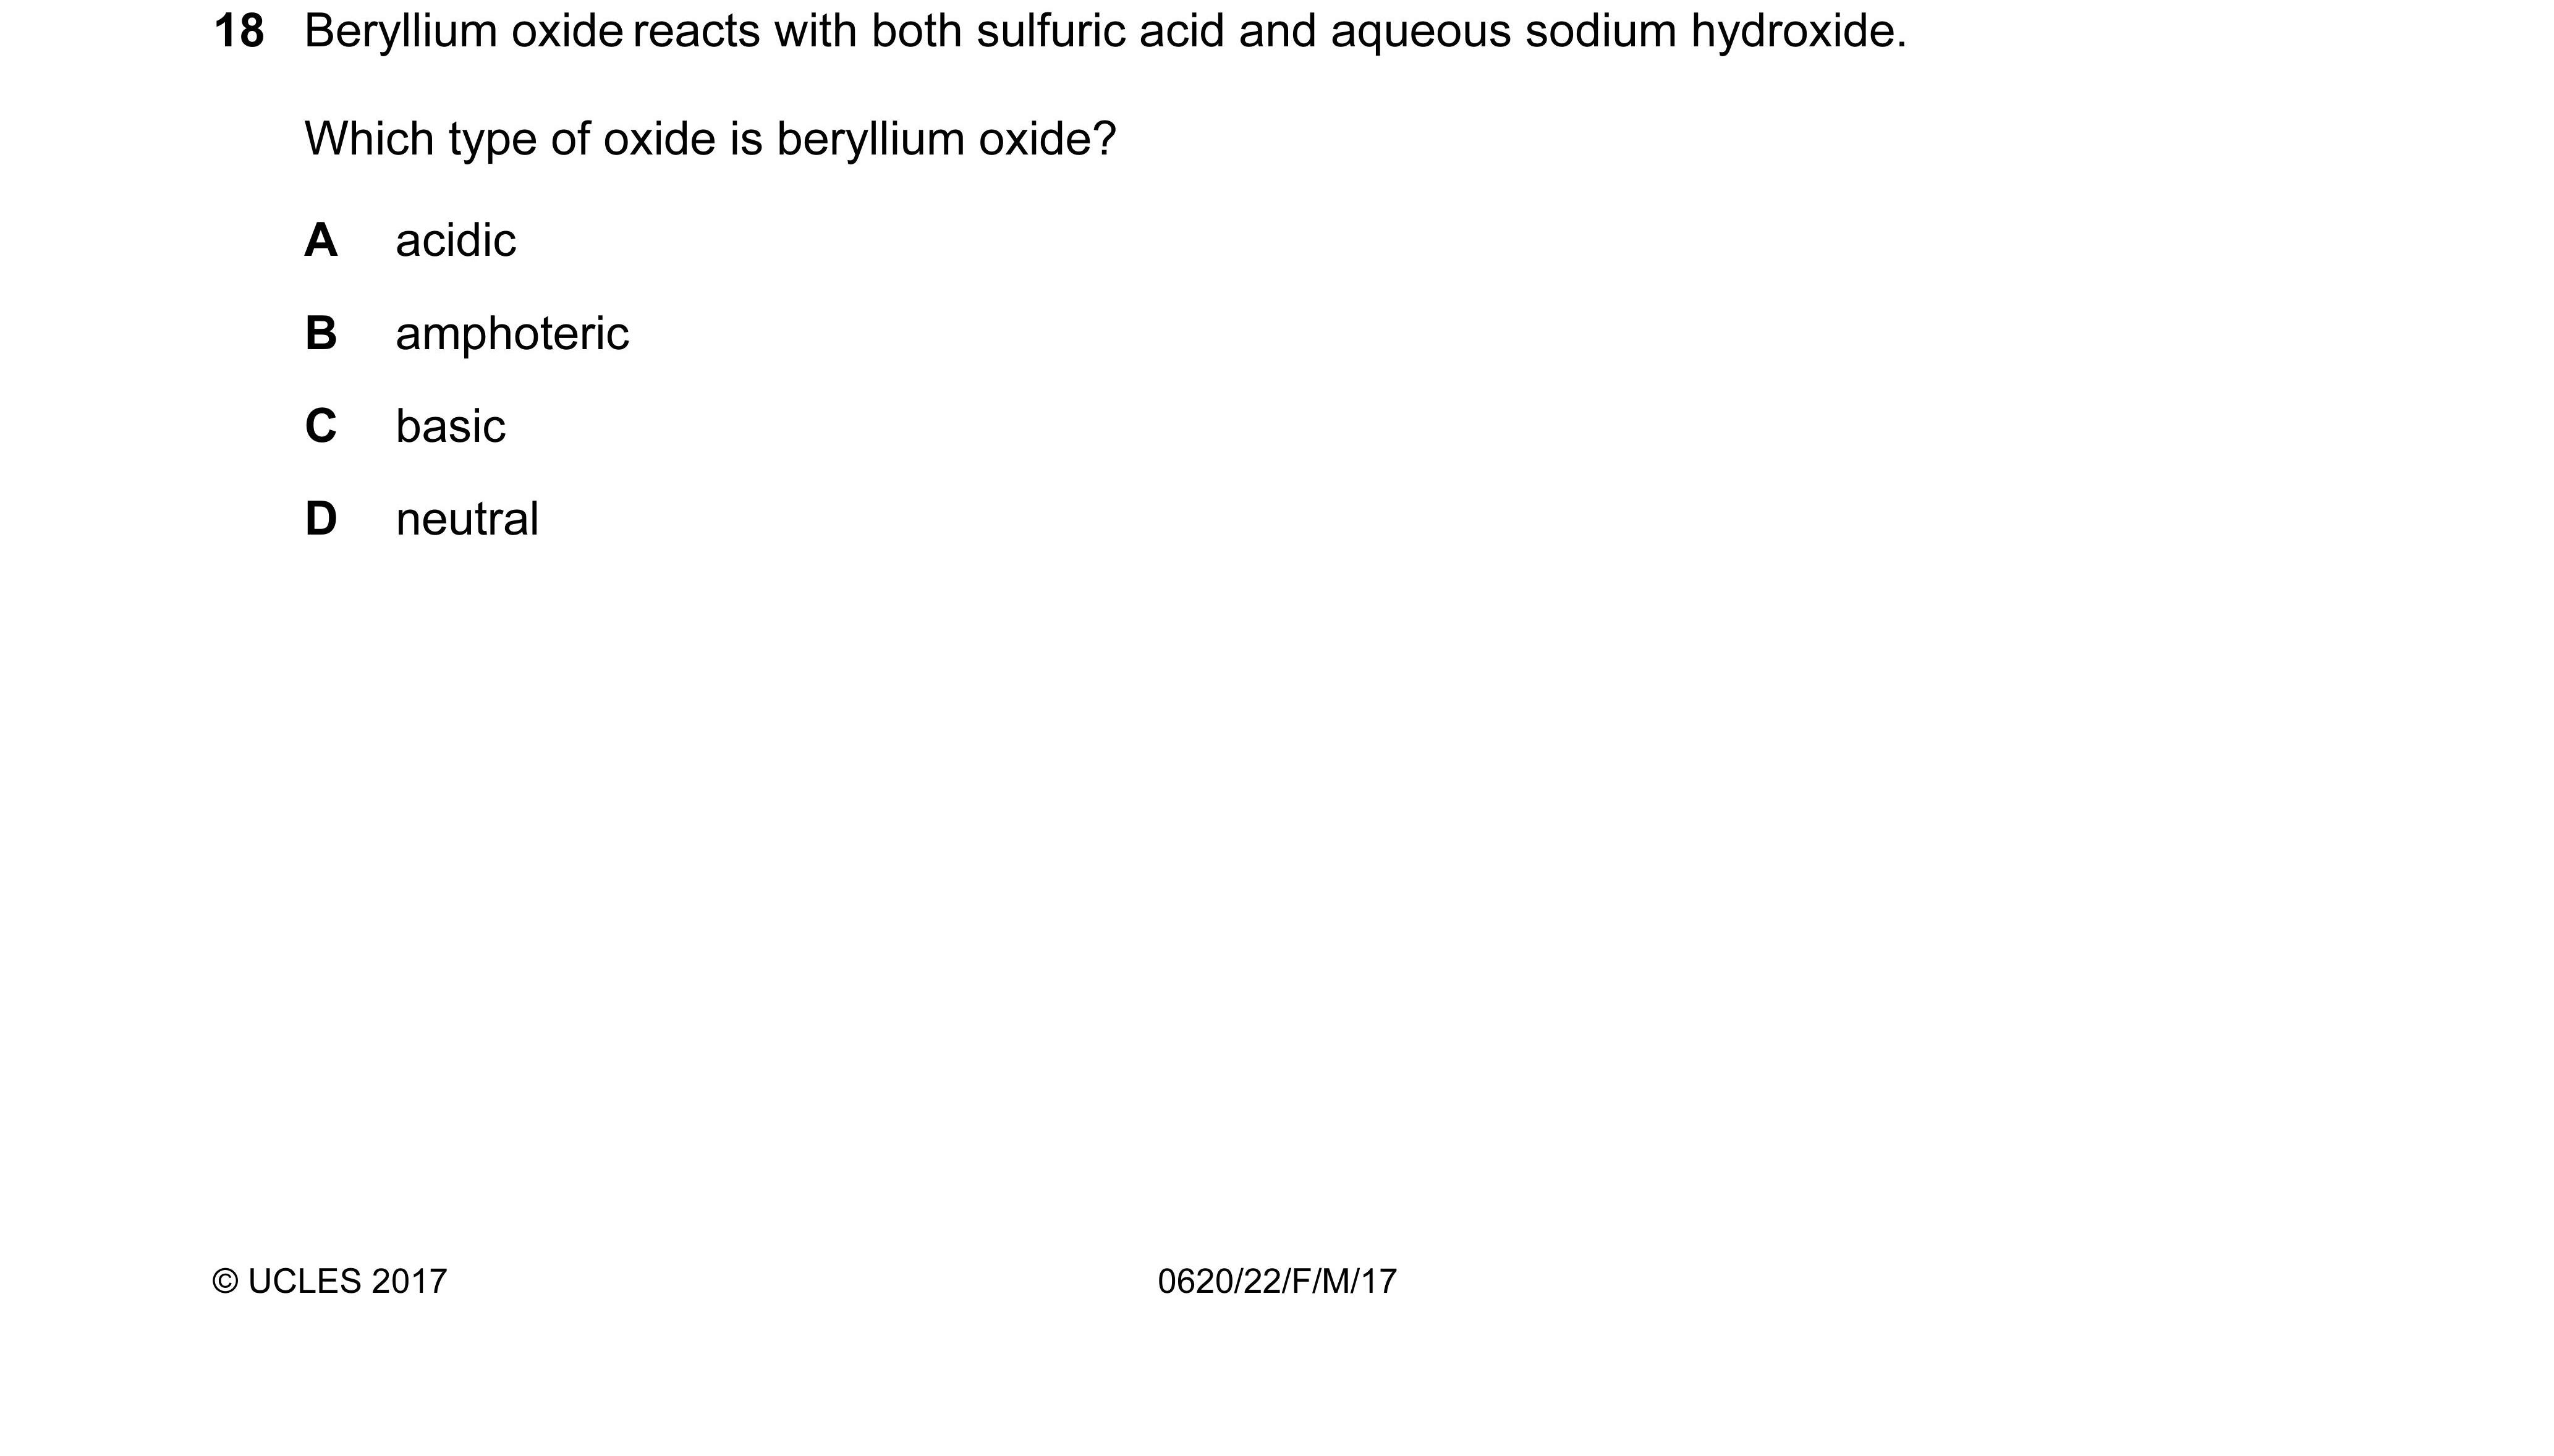 18 Beryllium oxide reacts with both sulfuric acid and aqueous sodium hydroxide.
Which type of oxide is beryllium oxide?
A acidic
B amphoteric
C basic
D neutral
© UCLES 2017 0620/22/F/M/17